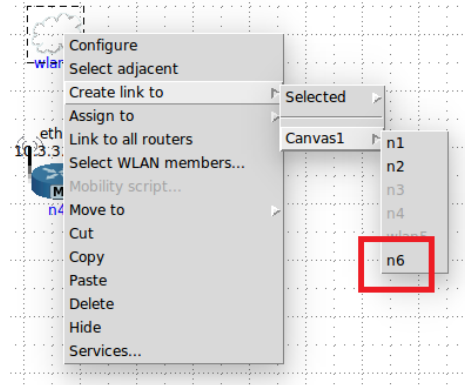 Configure
wlan
Select adjacent
Create link to
Selected
Assign to
eth
Canvas1
n1
Link to all routers
10.3.3
Select WLAN members...
n2
Mobility script...
n3
M
n4
Move to
n4
Cut
wlan5
Copy
n6
Paste
Delete
Hide
Services...